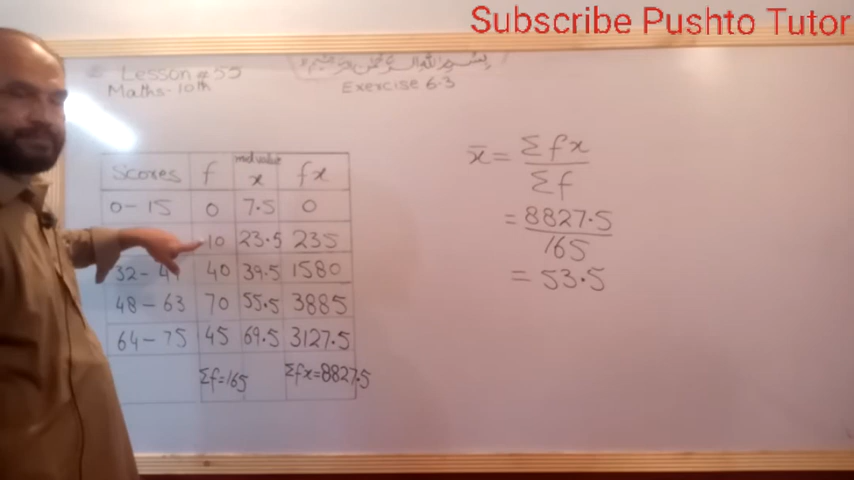 Subscribe Pushto Tutor
Lesson # 55
Maths-10th
Exercise 6.3
Scores f mid value x fx
0-15 0 7.5 0
10 23.5 235
32-47 40 39.5 1580
48-63 70 55.5 3885
64-75 45 69.5 3127.5
Σf=165 Σfx=8827.5
x̄ = Σfx / Σf
= 8827.5 / 165
= 53.5